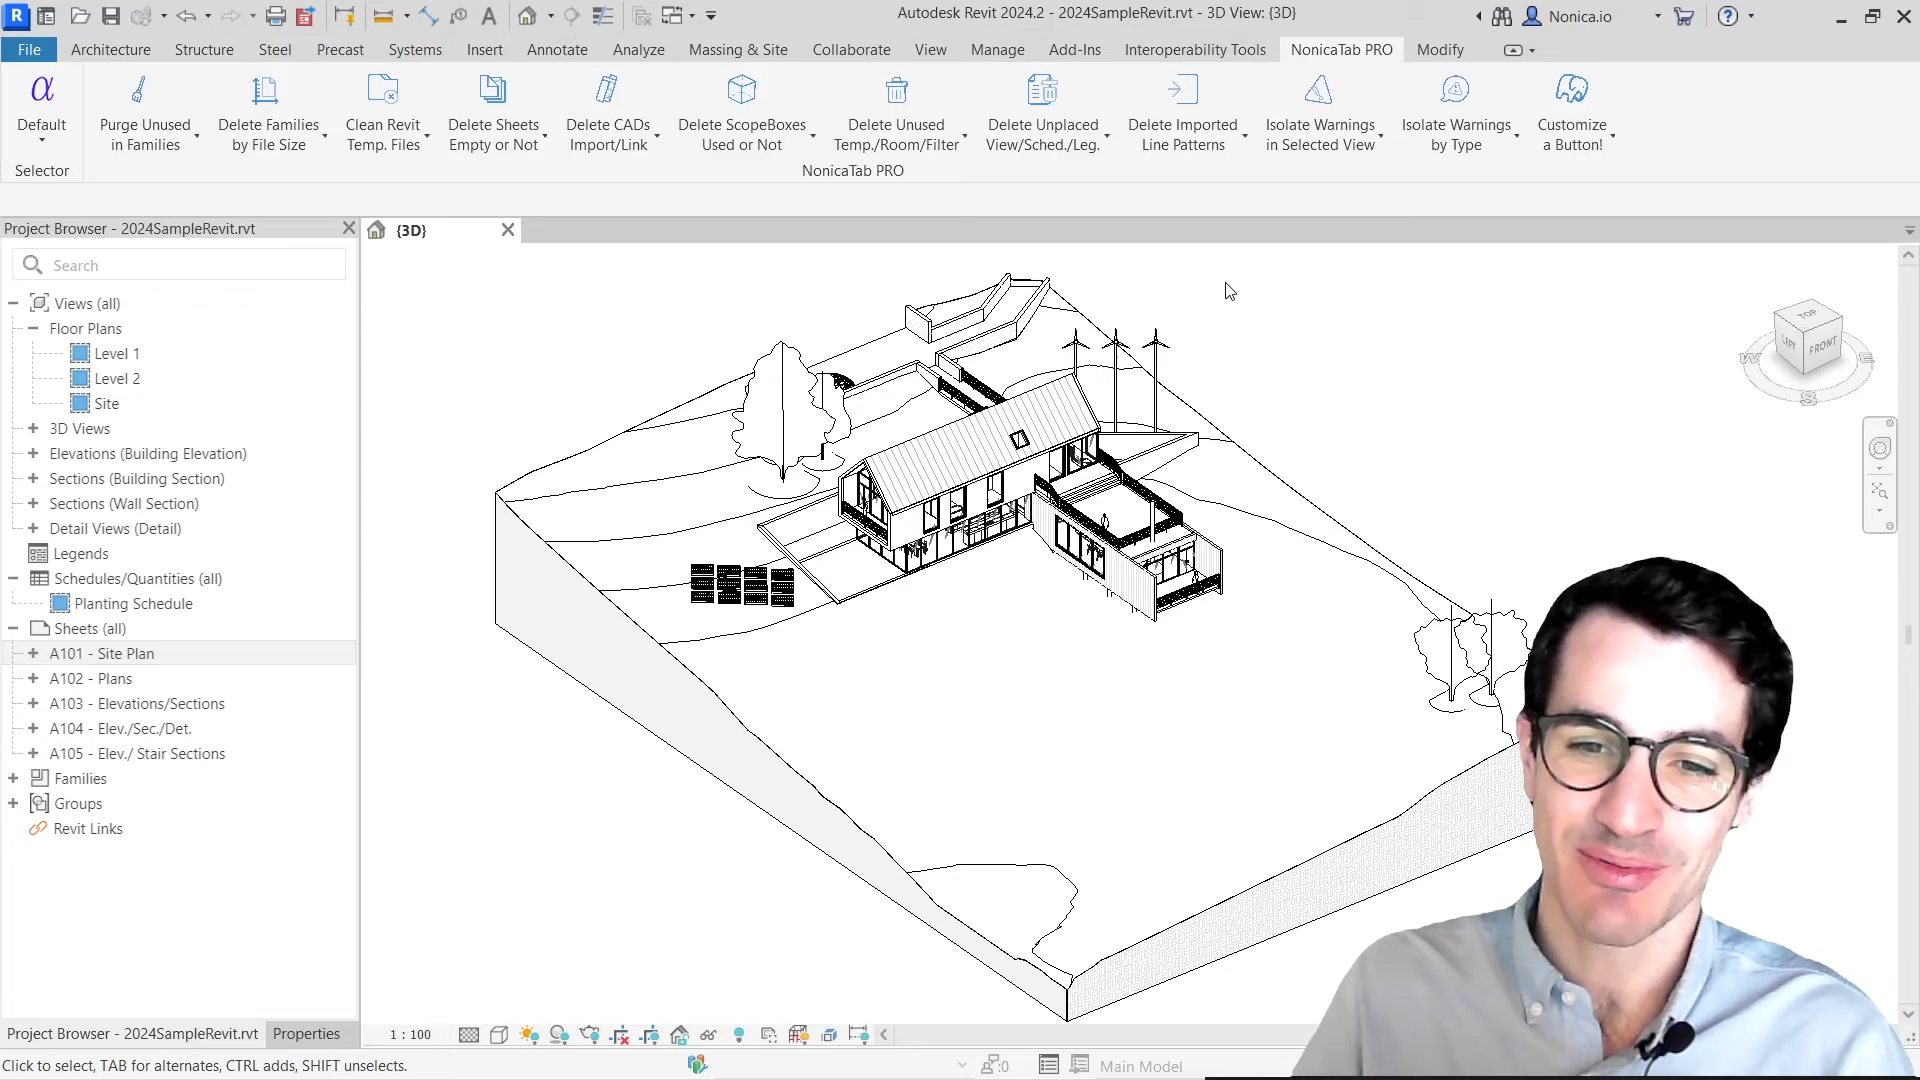 R
A
Autodesk Revit 2024.2 - 2024SampleRevit.rvt - 3D View: {3D}
Nonica.io
File
Architecture
Structure
Steel
Precast
Systems
Insert
Annotate
Analyze
Massing & Site
Collaborate
View
Manage
Add-Ins
Interoperability Tools
NonicaTab PRO
Modify
α
Default
Selector
Purge Unused
in Families
Delete Families
by File Size
Clean Revit
Temp. Files
Delete Sheets
Empty or Not
Delete CADs
Import/Link
Delete ScopeBoxes
Used or Not
Delete Unused
Temp./Room/Filter
Delete Unplaced
View/Sched./Leg.
Delete Imported
Line Patterns
Isolate Warnings
in Selected View
Isolate Warnings
by Type
Customize
a Button!
NonicaTab PRO
Project Browser - 2024SampleRevit.rvt
{3D}
Search
Views (all)
Floor Plans
Level 1
Level 2
Site
3D Views
Elevations (Building Elevation)
Sections (Building Section)
Sections (Wall Section)
Detail Views (Detail)
Legends
Schedules/Quantities (all)
Planting Schedule
Sheets (all)
A101 - Site Plan
A102 - Plans
A103 - Elevations/Sections
A104 - Elev./Sec./Det.
A105 - Elev./ Stair Sections
Families
Groups
Revit Links
TOP
LEFT
FRONT
W
E
S
Project Browser - 2024SampleRevit.rvt
Properties
1 : 100
Click to select, TAB for alternates, CTRL adds, SHIFT unselects.
:0
Main Model